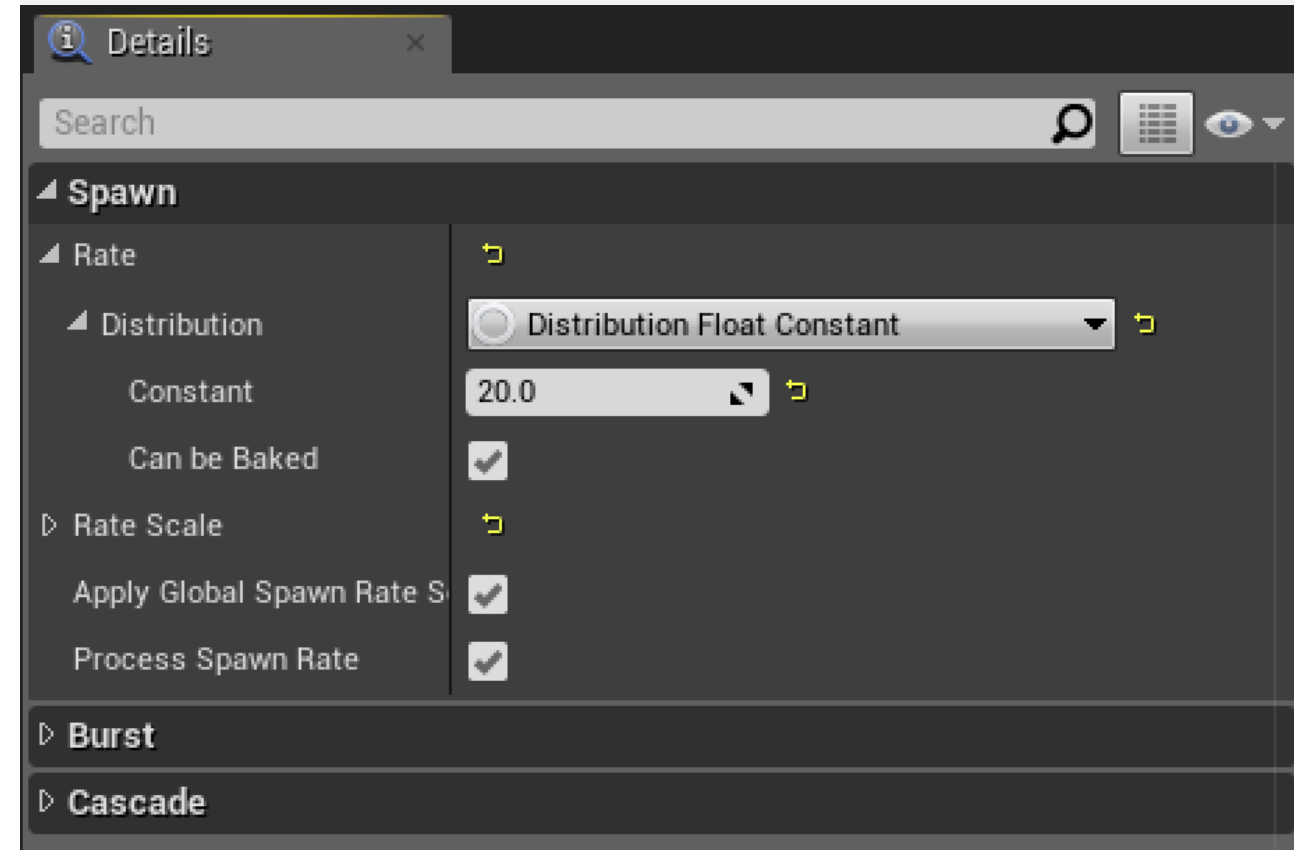 Details
Search
Spawn
Rate
Distribution Distribution Float Constant
Constant 20.0
Can be Baked
Rate Scale
Apply Global Spawn Rate S
Process Spawn Rate
Burst
Cascade